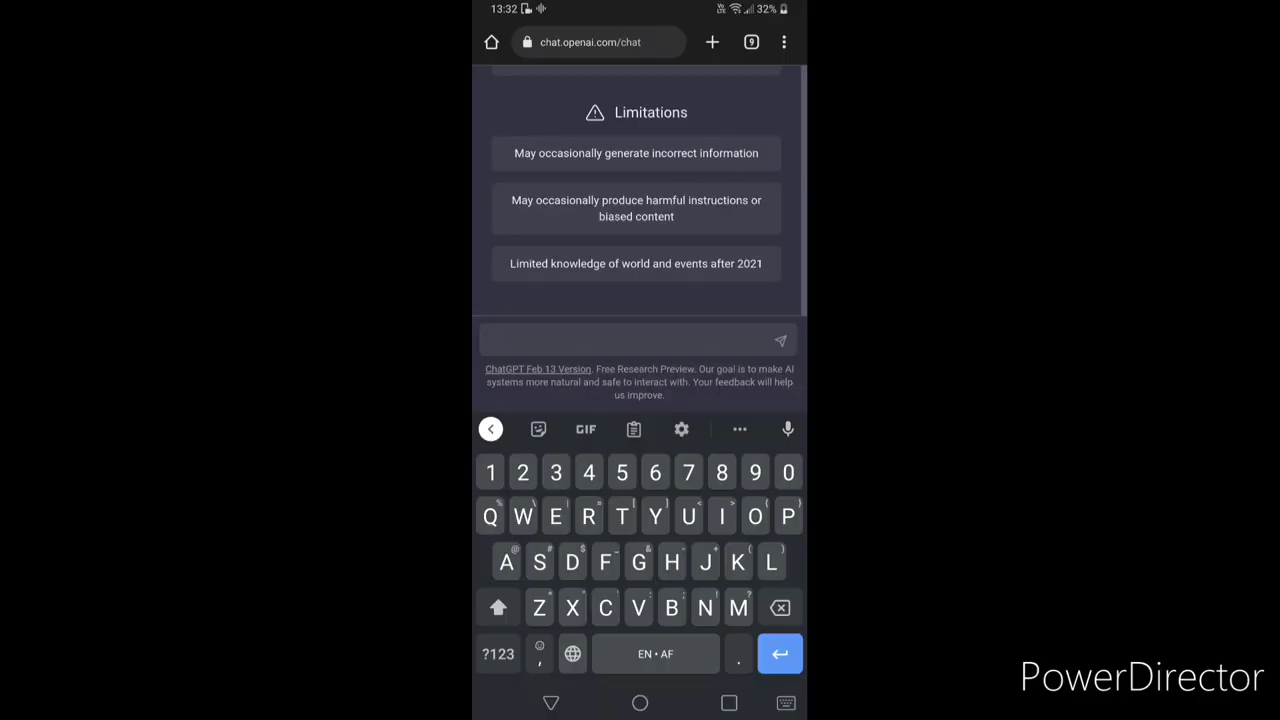 13:32 Vo LTE 32%
chat.openai.com/chat 9
Limitations
May occasionally generate incorrect information
May occasionally produce harmful instructions or
biased content
Limited knowledge of world and events after 2021
ChatGPT Feb 13 Version. Free Research Preview. Our goal is to make AI
systems more natural and safe to interact with. Your feedback will help
us improve.
GIF
1 2 3 4 5 6 7 8 9 0
% \ | = [ ] < > { }
Q W E R T Y U I O P
@ # $ _ & - + ( )
A S D F G H J K L
* " ' : ; ! ?
Z X C V B N M
?123 , EN • AF .
PowerDirector